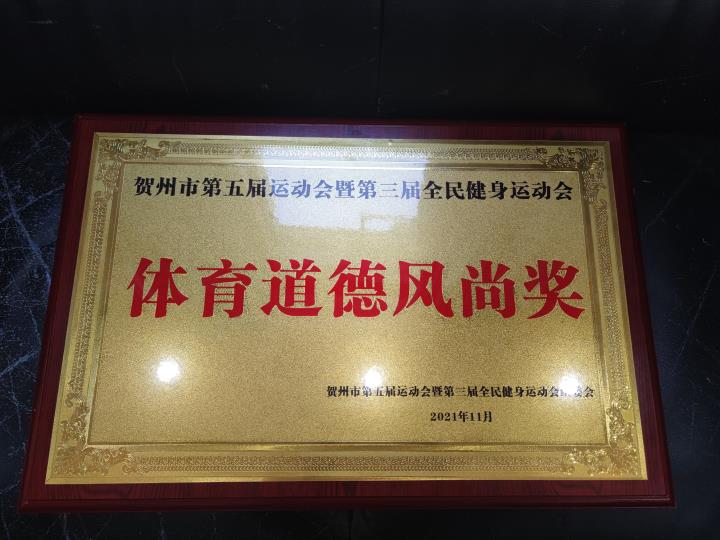 贺州市第五届运动会暨第三届全民健身运动会
体育道德风尚奖
贺州市第五届运动会暨第三届全民健身运动会 会
2021年11月